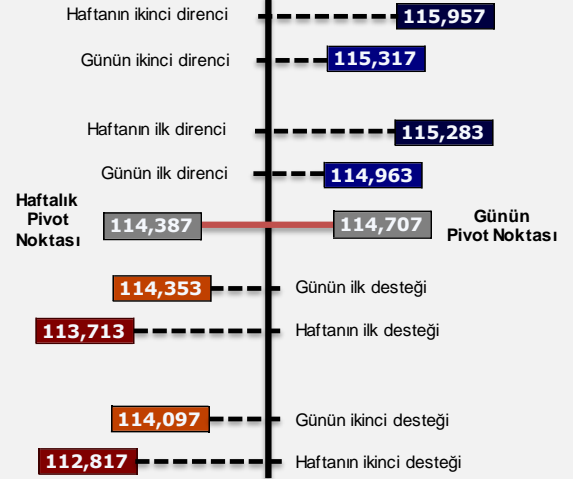 Haftanın ikinci direnci 115,957
Günün ikinci direnci 115,317
Haftanın ilk direnci 115,283
Günün ilk direnci 114,963
Haftalık
Pivot
Noktası
114,387 114,707
Günün
Pivot Noktası
114,353 Günün ilk desteği
113,713 Haftanın ilk desteği
114,097 Günün ikinci desteği
112,817 Haftanın ikinci desteği